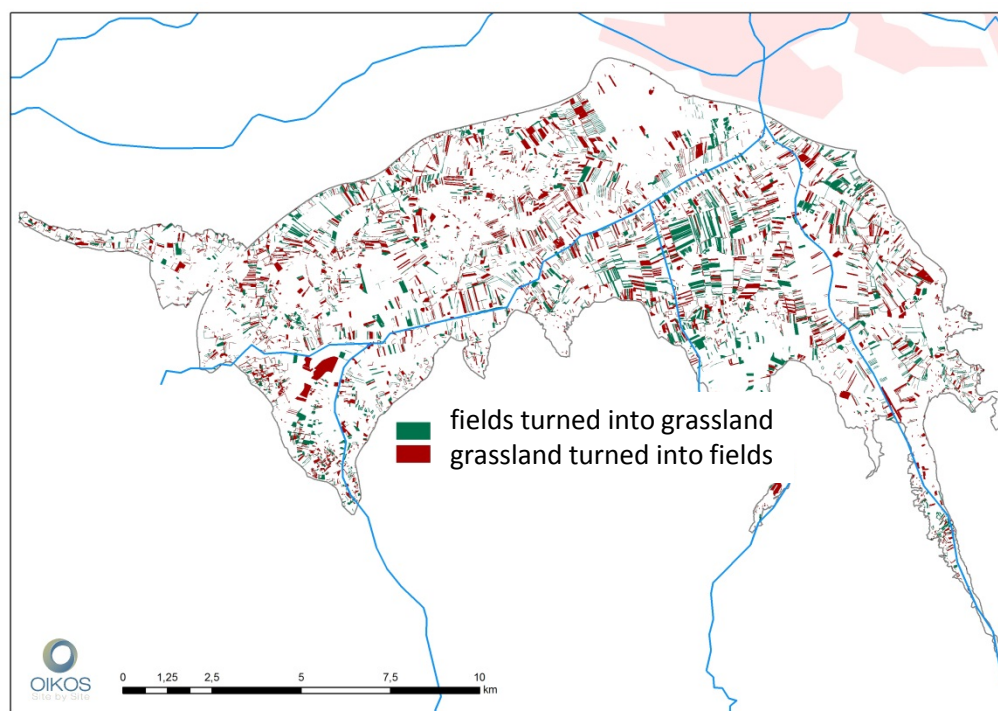 fields turned into grassland
grassland turned into fields
OIKOS
Site by Site
0 1,25 2,5 5 7,5 10
km